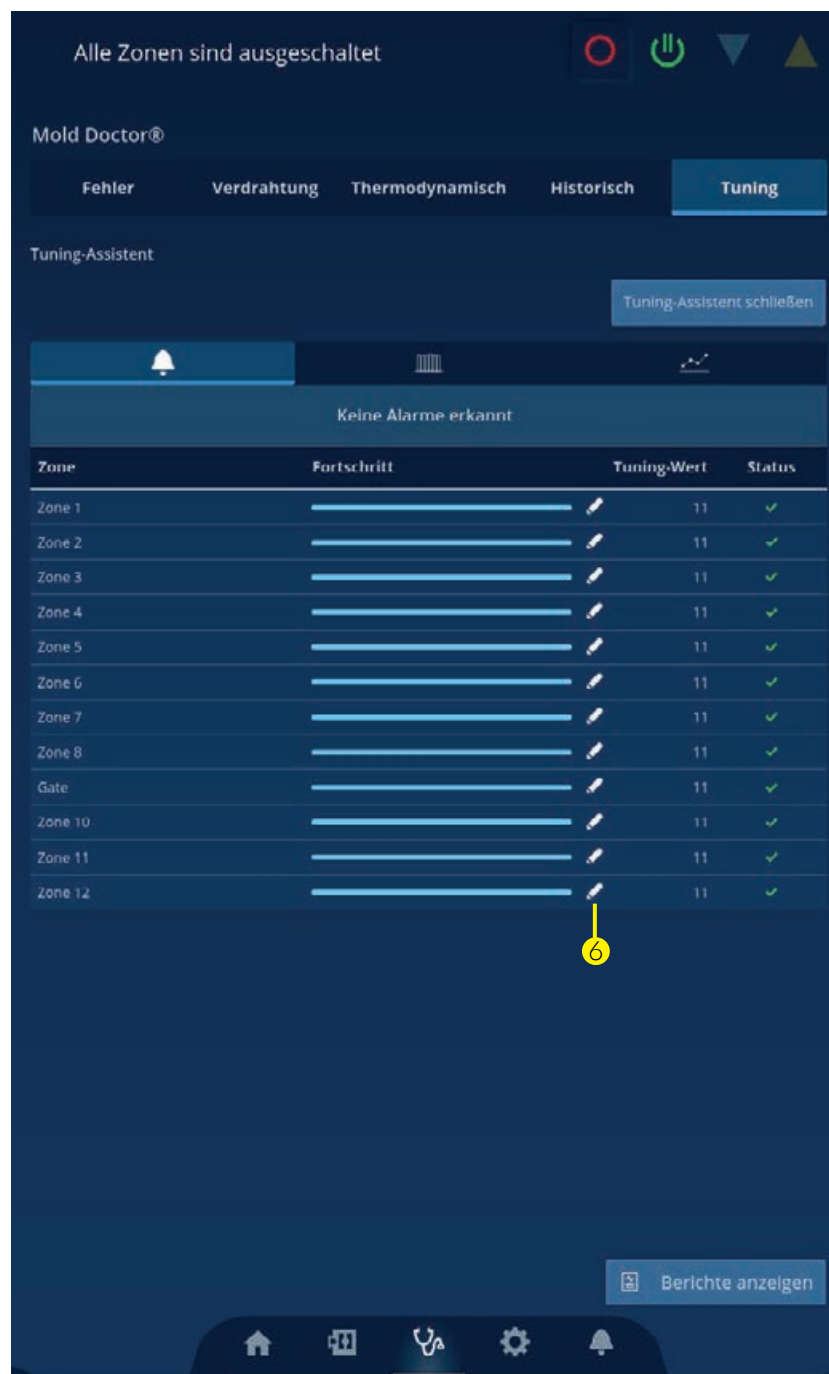 Alle Zonen sind ausgeschaltet
Mold Doctor®
Fehler Verdrahtung Thermodynamisch Historisch Tuning
Tuning-Assistent
Tuning-Assistent schließen
Keine Alarme erkannt
Zone Fortschritt Tuning-Wert Status
Zone 1 11
Zone 2 11
Zone 3 11
Zone 4 11
Zone 5 11
Zone 6 11
Zone 7 11
Zone 8 11
Gate 11
Zone 10 11
Zone 11 11
Zone 12 11
6
Berichte anzeigen